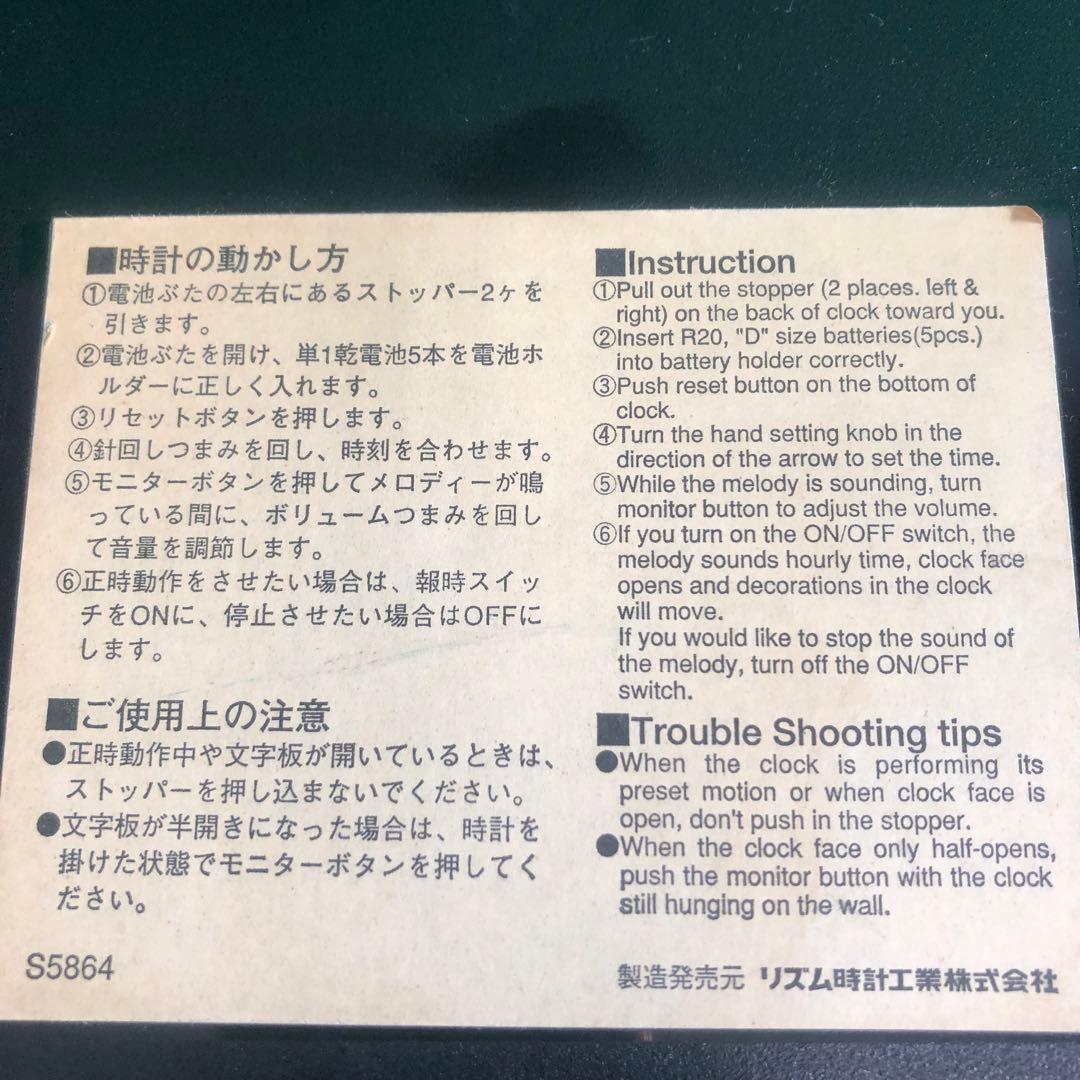 ■時計の動かし方
①電池ぶたの左右にあるストッパー2ヶを
引きます。
②電池ぶたを開け、単1乾電池5本を電池ホ
ルダーに正しく入れます。
③リセットボタンを押します。
④針回しつまみを回し、時刻を合わせます。
⑤モニターボタンを押してメロディーが鳴
っている間に、ボリュームつまみを回し
て音量を調節します。
⑥正時動作をさせたい場合は、報時スイッ
チをONに、停止させたい場合はOFFに
します。
■ご使用上の注意
●正時動作中や文字板が開いているときは、
ストッパーを押し込まないでください。
●文字板が半開きになった場合は、時計を
掛けた状態でモニターボタンを押してく
ださい。
S5864
■Instruction
①Pull out the stopper (2 places. left &
right) on the back of clock toward you.
②Insert R20, "D" size batteries(5pcs.)
into battery holder correctly.
③Push reset button on the bottom of
clock.
④Turn the hand setting knob in the
direction of the arrow to set the time.
⑤While the melody is sounding, turn
monitor button to adjust the volume.
⑥If you turn on the ON/OFF switch, the
melody sounds hourly time, clock face
opens and decorations in the clock
will move.
If you would like to stop the sound of
the melody, turn off the ON/OFF
switch.
■Trouble Shooting tips
●When the clock is performing its
preset motion or when clock face is
open, don't push in the stopper.
●When the clock face only half-opens,
push the monitor button with the clock
still hunging on the wall.
製造発売元 リズム時計工業株式会社